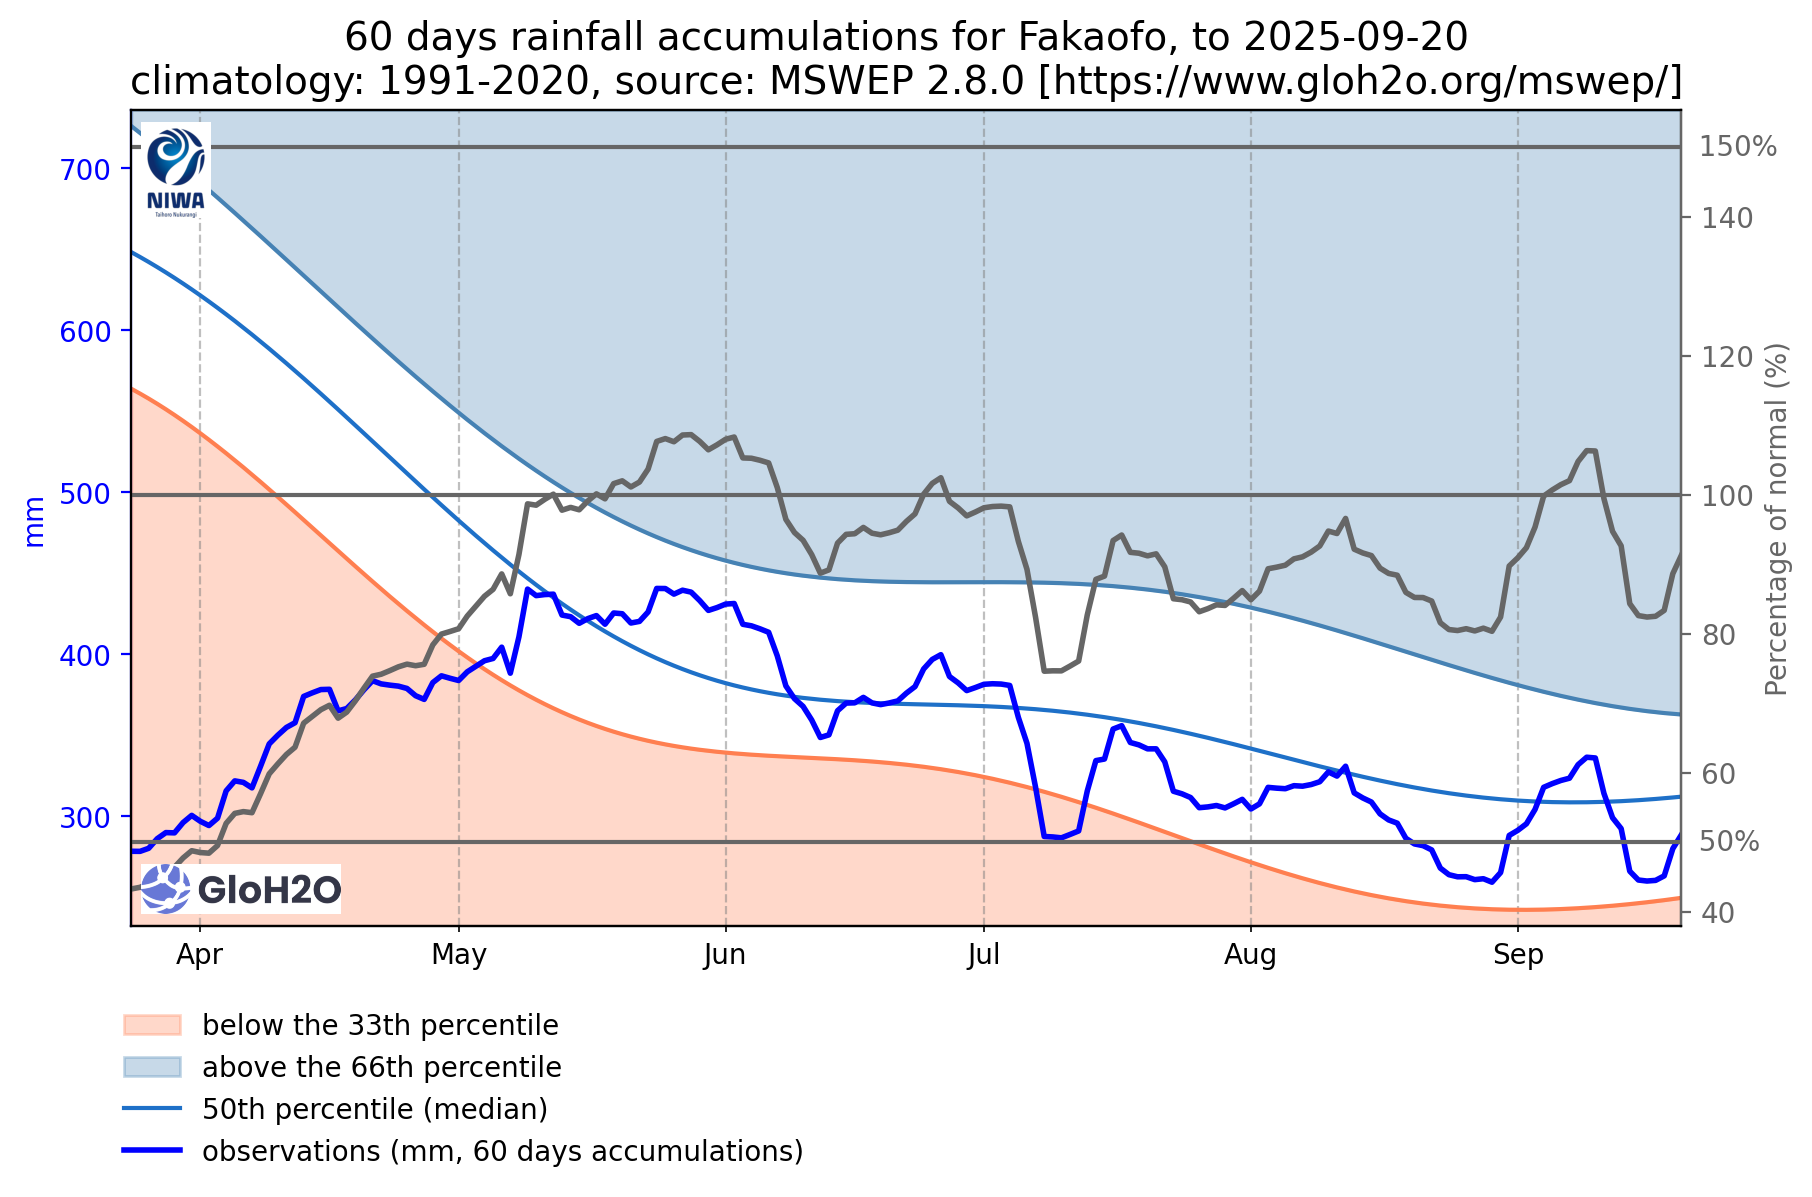 60 days rainfall accumulations for Fakaofo, to 2025-09-20
climatology: 1991-2020, source: MSWEP 2.8.0 [https://www.gloh2o.org/mswep/]
NIWA
Taihoro Nukurangi
700
600
500
400
300
mm
150%
140
120
100
80
60
50%
40
Percentage of normal (%)
GloH2O
Apr May Jun Jul Aug Sep
below the 33th percentile
above the 66th percentile
50th percentile (median)
observations (mm, 60 days accumulations)